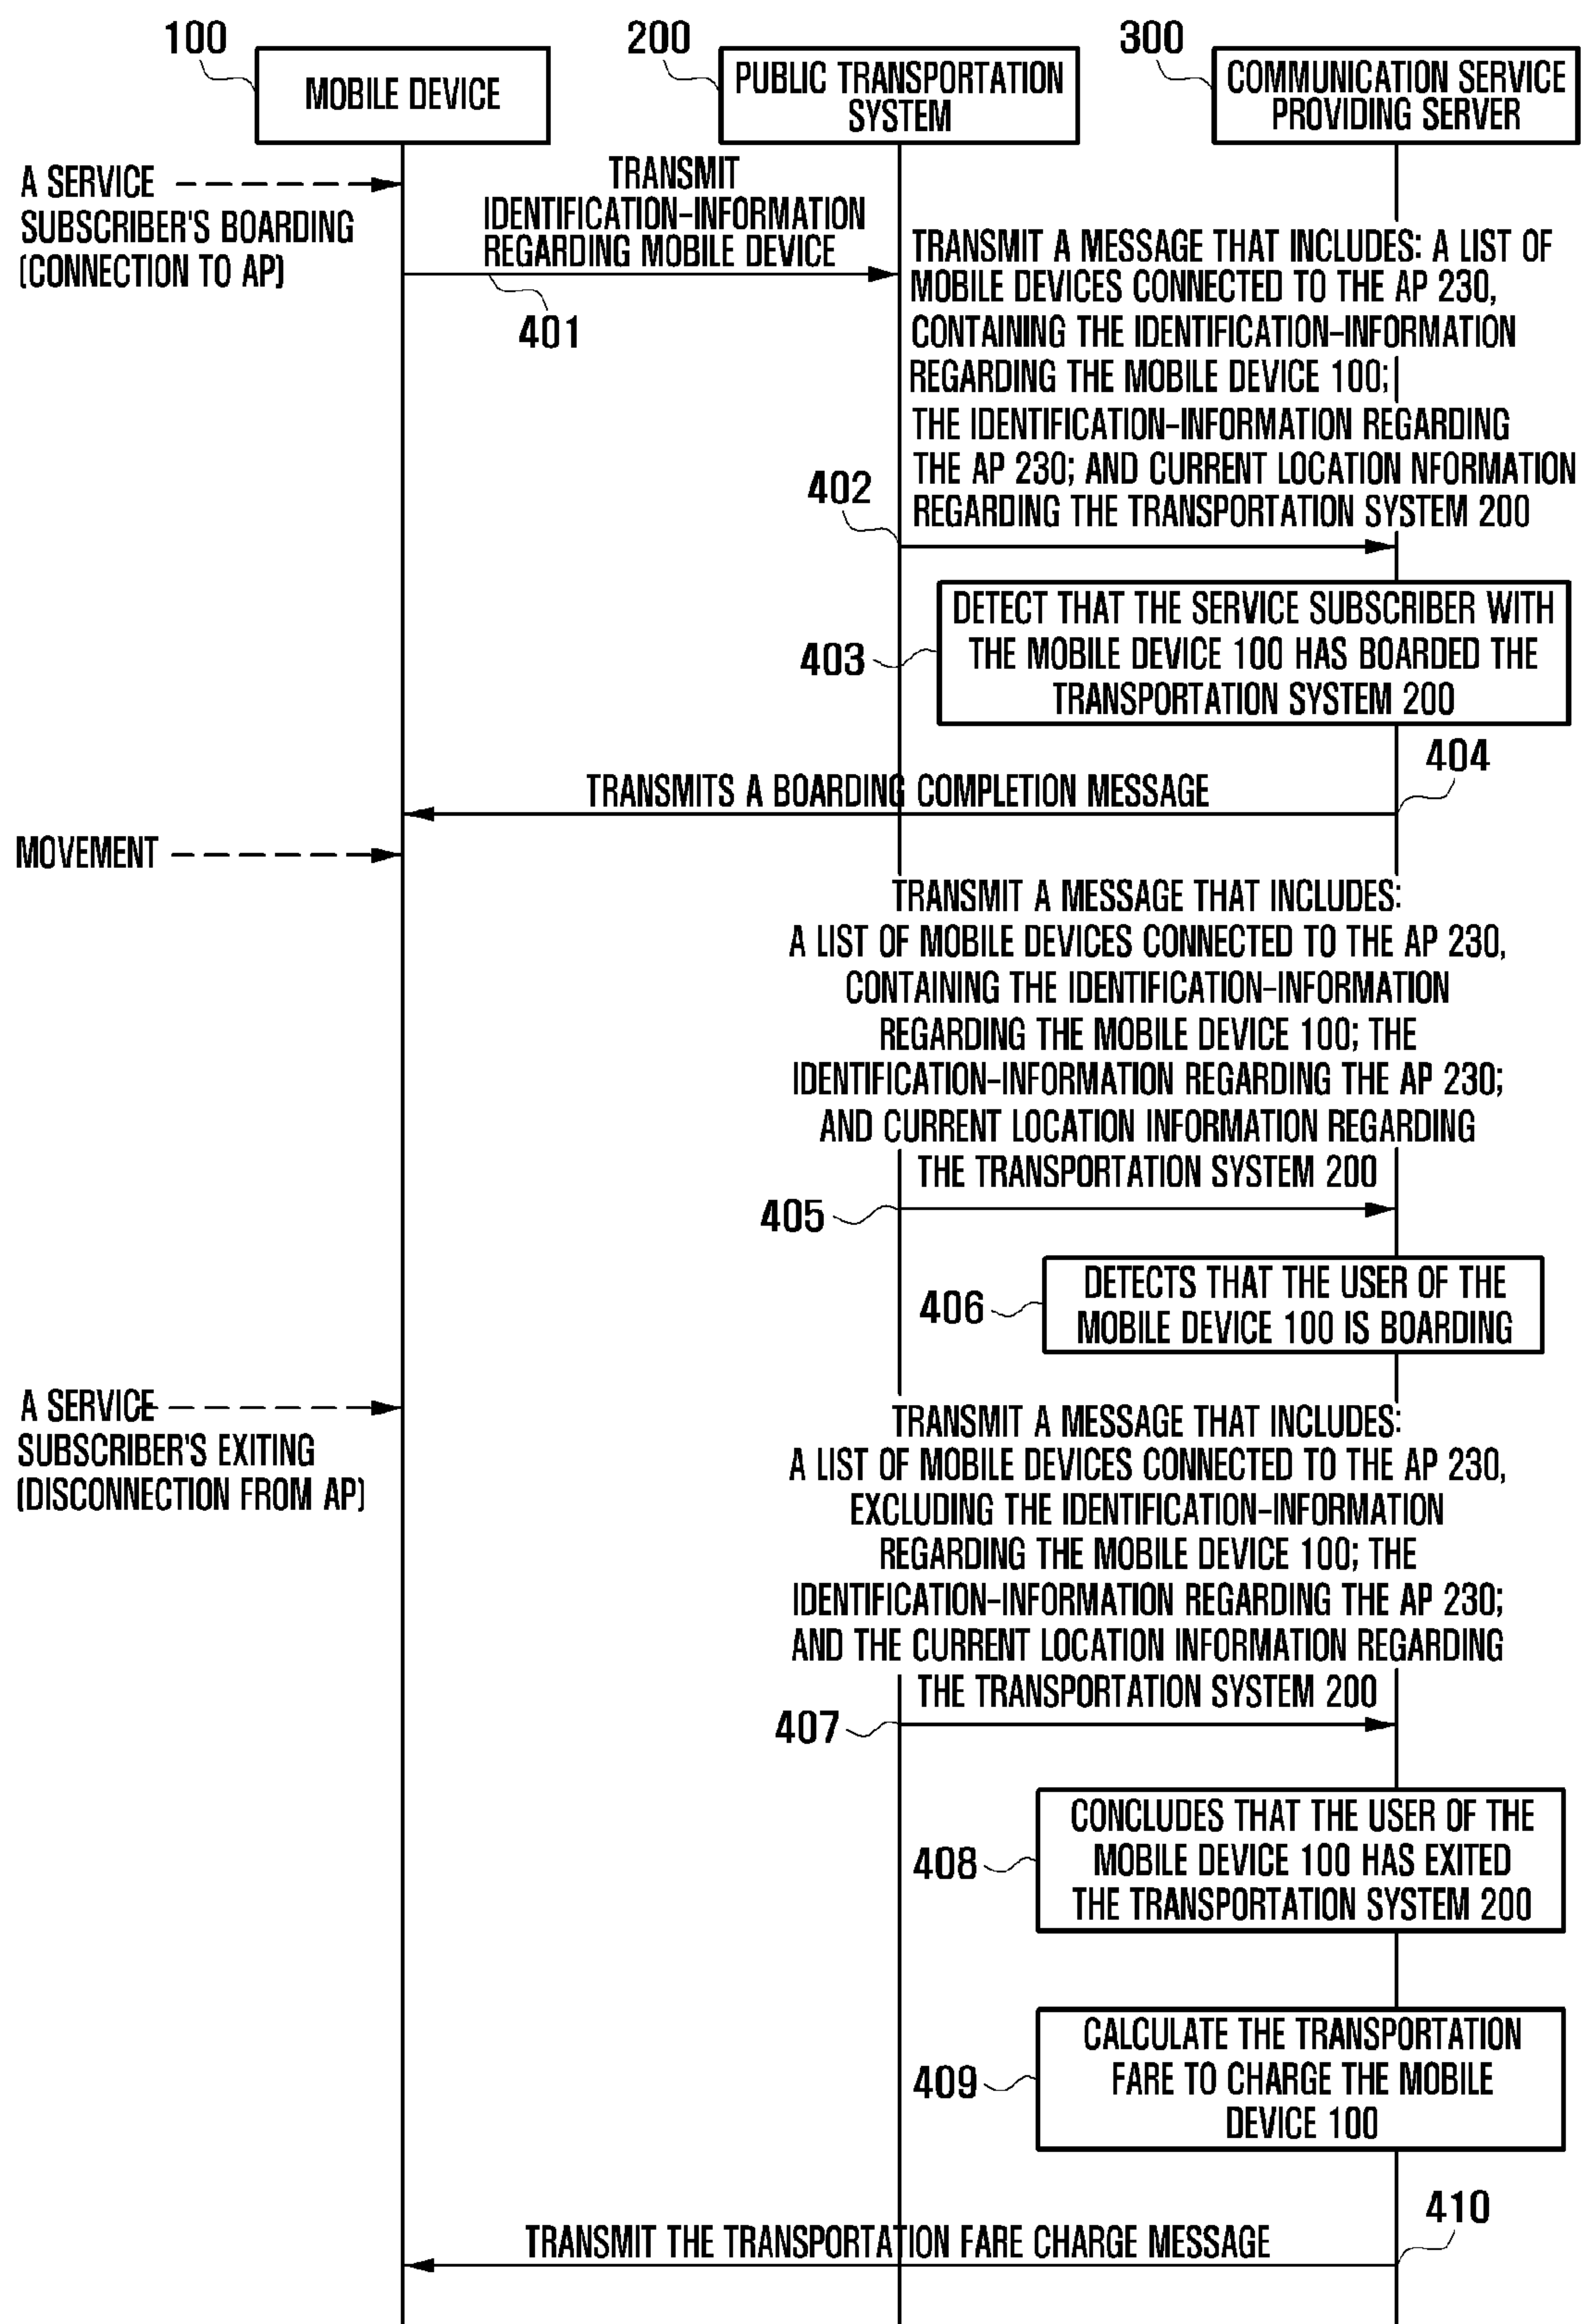 100
MOBILE DEVICE
200
PUBLIC TRANSPORTATION
SYSTEM
300
COMMUNICATION SERVICE
PROVIDING SERVER
A SERVICE
SUBSCRIBER'S BOARDING
(CONNECTION TO AP)
TRANSMIT
IDENTIFICATION-INFORMATION
REGARDING MOBILE DEVICE
401
TRANSMIT A MESSAGE THAT INCLUDES: A LIST OF
MOBILE DEVICES CONNECTED TO THE AP 230,
CONTAINING THE IDENTIFICATION-INFORMATION
REGARDING THE MOBILE DEVICE 100;
THE IDENTIFICATION-INFORMATION REGARDING
THE AP 230; AND CURRENT LOCATION NFORMATION
REGARDING THE TRANSPORTATION SYSTEM 200
402
DETECT THAT THE SERVICE SUBSCRIBER WITH
THE MOBILE DEVICE 100 HAS BOARDED THE
TRANSPORTATION SYSTEM 200
403
404
TRANSMITS A BOARDING COMPLETION MESSAGE
MOVEMENT
TRANSMIT A MESSAGE THAT INCLUDES:
A LIST OF MOBILE DEVICES CONNECTED TO THE AP 230,
CONTAINING THE IDENTIFICATION-INFORMATION
REGARDING THE MOBILE DEVICE 100; THE
IDENTIFICATION-INFORMATION REGARDING THE AP 230;
AND CURRENT LOCATION INFORMATION REGARDING
THE TRANSPORTATION SYSTEM 200
405
DETECTS THAT THE USER OF THE
MOBILE DEVICE 100 IS BOARDING
406
A SERVICE
SUBSCRIBER'S EXITING
(DISCONNECTION FROM AP)
TRANSMIT A MESSAGE THAT INCLUDES:
A LIST OF MOBILE DEVICES CONNECTED TO THE AP 230,
EXCLUDING THE IDENTIFICATION-INFORMATION
REGARDING THE MOBILE DEVICE 100; THE
IDENTIFICATION-INFORMATION REGARDING THE AP 230;
AND THE CURRENT LOCATION INFORMATION REGARDING
THE TRANSPORTATION SYSTEM 200
407
CONCLUDES THAT THE USER OF THE
MOBILE DEVICE 100 HAS EXITED
THE TRANSPORTATION SYSTEM 200
408
CALCULATE THE TRANSPORTATION
FARE TO CHARGE THE MOBILE
DEVICE 100
409
410
TRANSMIT THE TRANSPORTATION FARE CHARGE MESSAGE